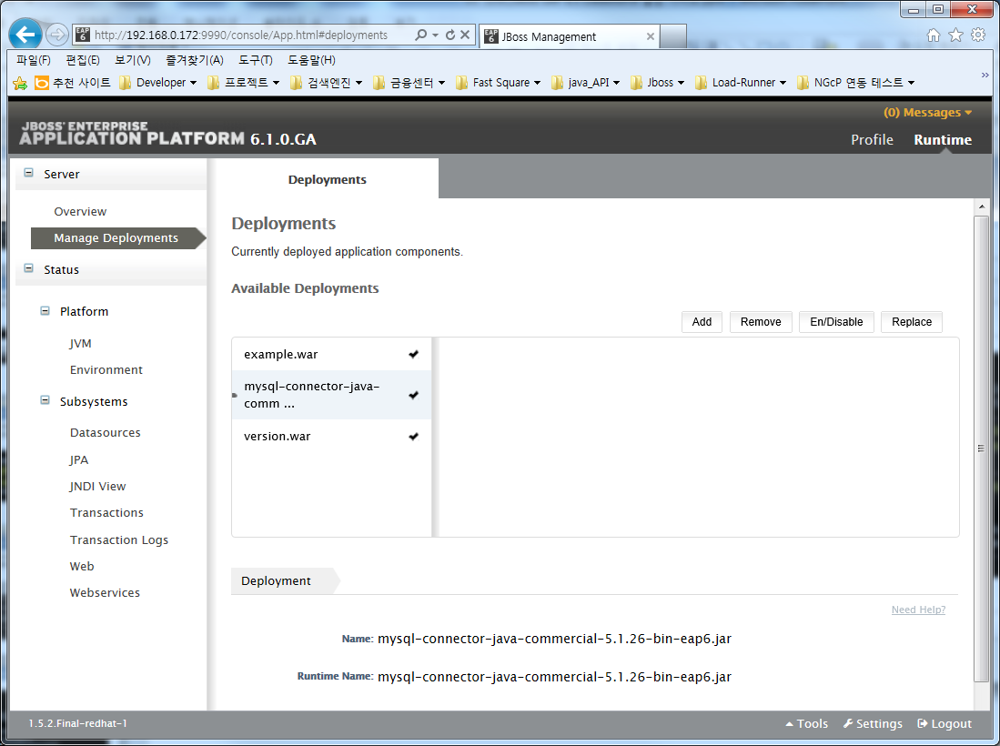 http://192.168.0.172:9990/console/App.html#deployments
JBoss Management
파일(F) 편집(E) 보기(V) 즐겨찾기(A) 도구(T) 도움말(H)
추천 사이트 Developer 프로젝트 검색엔진 금융센터 Fast Square java_API Jboss Load-Runner NGcP 연동 테스트
(0) Messages
JBOSS® ENTERPRISE
APPLICATION PLATFORM 6.1.0.GA
Profile Runtime
Server
Overview
Manage Deployments
Status
Platform
JVM
Environment
Subsystems
Datasources
JPA
JNDI View
Transactions
Transaction Logs
Web
Webservices
Deployments
Deployments
Currently deployed application components.
Available Deployments
Add Remove En/Disable Replace
example.war
mysql-connector-java-
comm ...
version.war
Deployment
Need Help?
Name: mysql-connector-java-commercial-5.1.26-bin-eap6.jar
Runtime Name: mysql-connector-java-commercial-5.1.26-bin-eap6.jar
1.5.2.Final-redhat-1
Tools Settings Logout